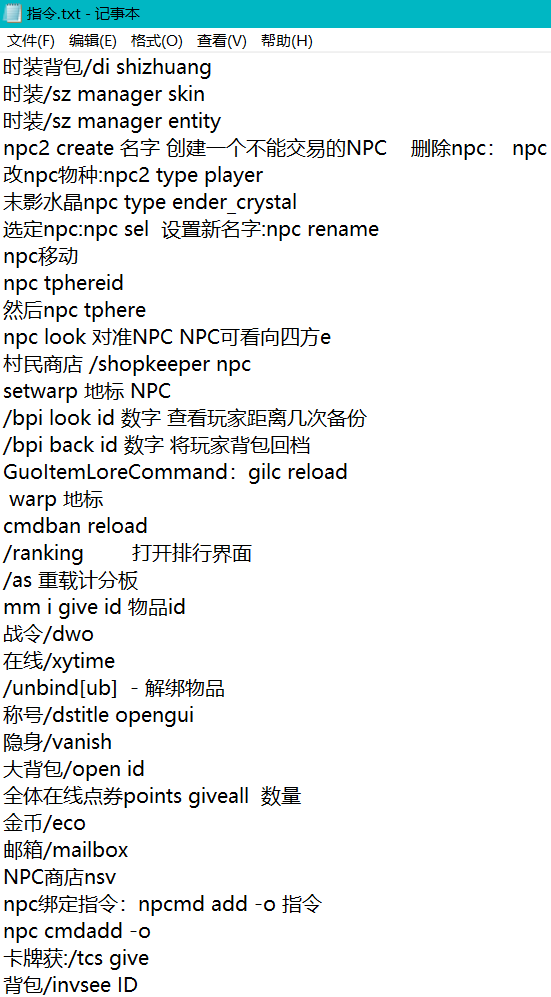 指令.txt - 记事本
文件(F) 编辑(E) 格式(O) 查看(V) 帮助(H)
时装背包/di shizhuang
时装/sz manager skin
时装/sz manager entity
npc2 create 名字 创建一个不能交易的NPC    删除npc： npc
改npc物种:npc2 type player
末影水晶npc type ender_crystal
选定npc:npc sel  设置新名字:npc rename
npc移动
npc tphereid
然后npc tphere
npc look 对准NPC NPC可看向四方e
村民商店 /shopkeeper npc
setwarp 地标 NPC
/bpi look id 数字 查看玩家距离几次备份
/bpi back id 数字 将玩家背包回档
GuoItemLoreCommand：gilc reload
 warp 地标
cmdban reload
/ranking        打开排行界面
/as 重载计分板
mm i give id 物品id
战令/dwo
在线/xytime
/unbind[ub]  - 解绑物品
称号/dstitle opengui
隐身/vanish
大背包/open id
全体在线点券points giveall  数量
金币/eco
邮箱/mailbox
NPC商店nsv
npc绑定指令：npcmd add -o 指令
npc cmdadd -o
卡牌获:/tcs give
背包/invsee ID